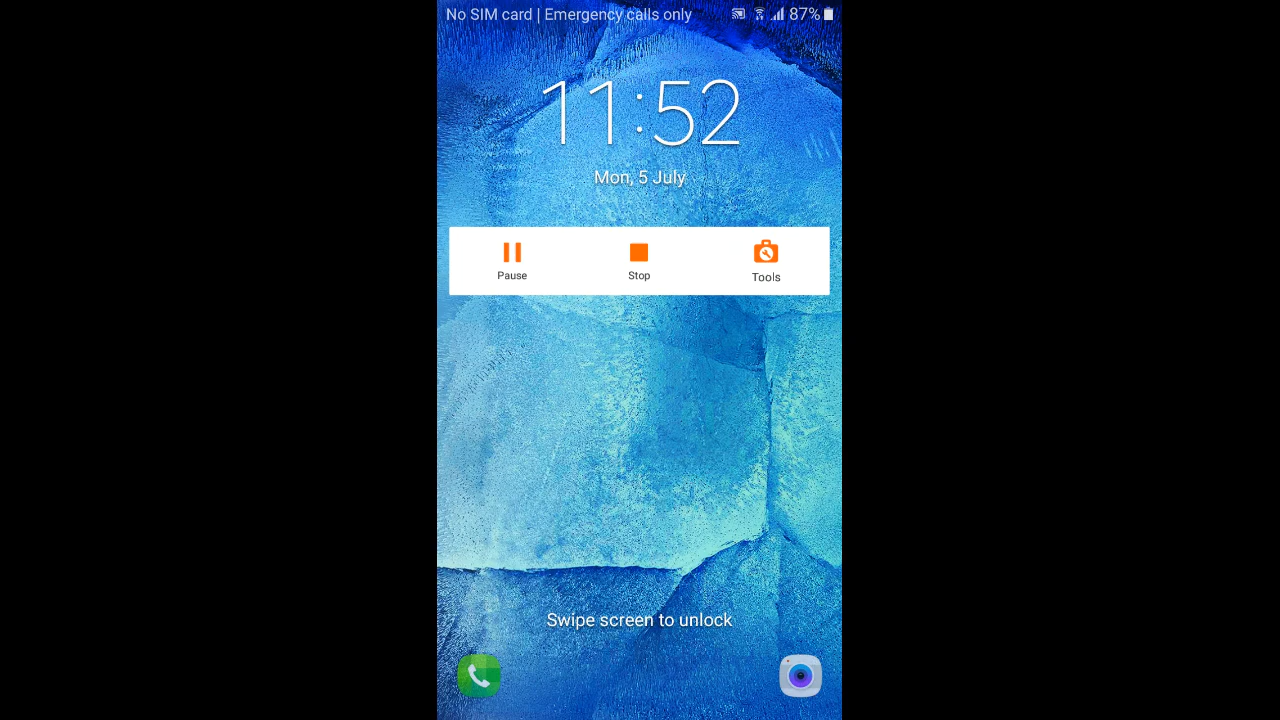 No SIM card | Emergency calls only 87%
11:52
Mon, 5 July
Pause Stop Tools
Swipe screen to unlock